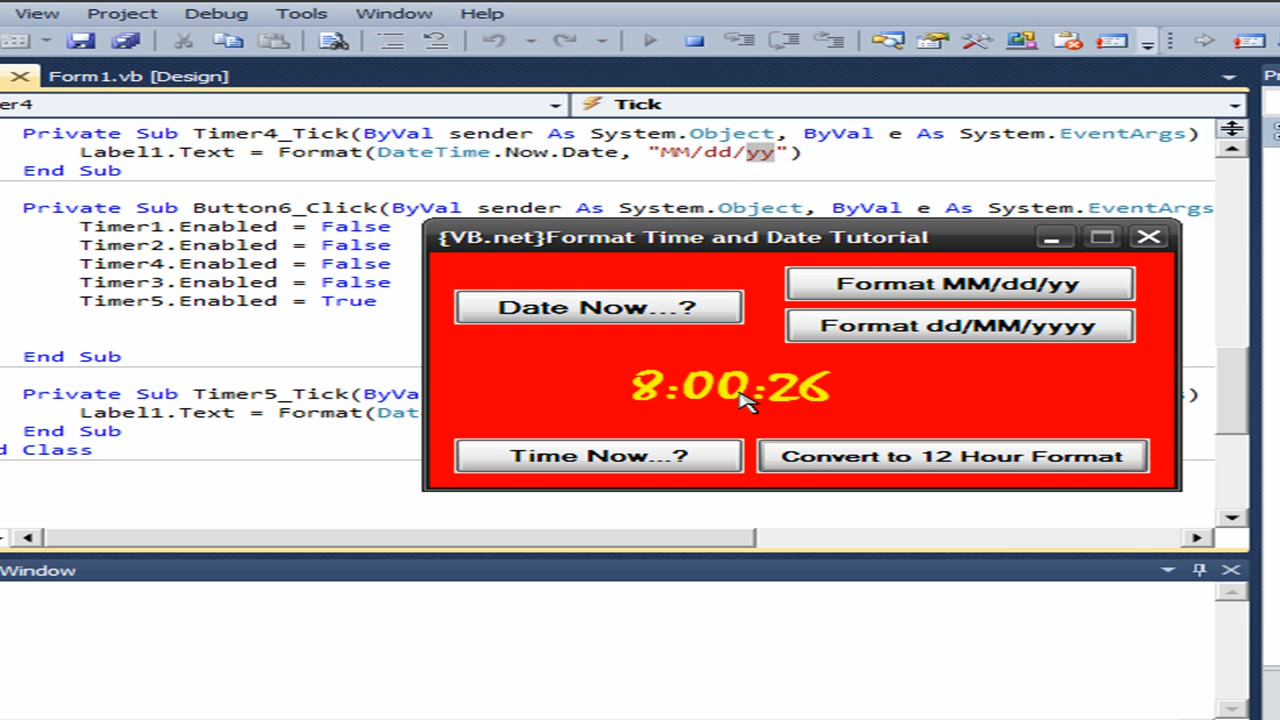 View Project Debug Tools Window Help
Form1.vb [Design]
er4 Tick
Private Sub Timer4_Tick(ByVal sender As System.Object, ByVal e As System.EventArgs)
Label1.Text = Format(DateTime.Now.Date, "MM/dd/yy")
End Sub
Private Sub Button6_Click(ByVal sender As System.Object, ByVal e As System.EventArgs
Timer1.Enabled = False
Timer2.Enabled = False
Timer4.Enabled = False
Timer3.Enabled = False
Timer5.Enabled = True
End Sub
Private Sub Timer5_Tick(ByVa
s)
Label1.Text = Format(Dat
End Sub
d Class
{VB.net}Format Time and Date Tutorial
Date Now...?
Format MM/dd/yy
Format dd/MM/yyyy
8:00:26
Time Now...?
Convert to 12 Hour Format
Window
Pr